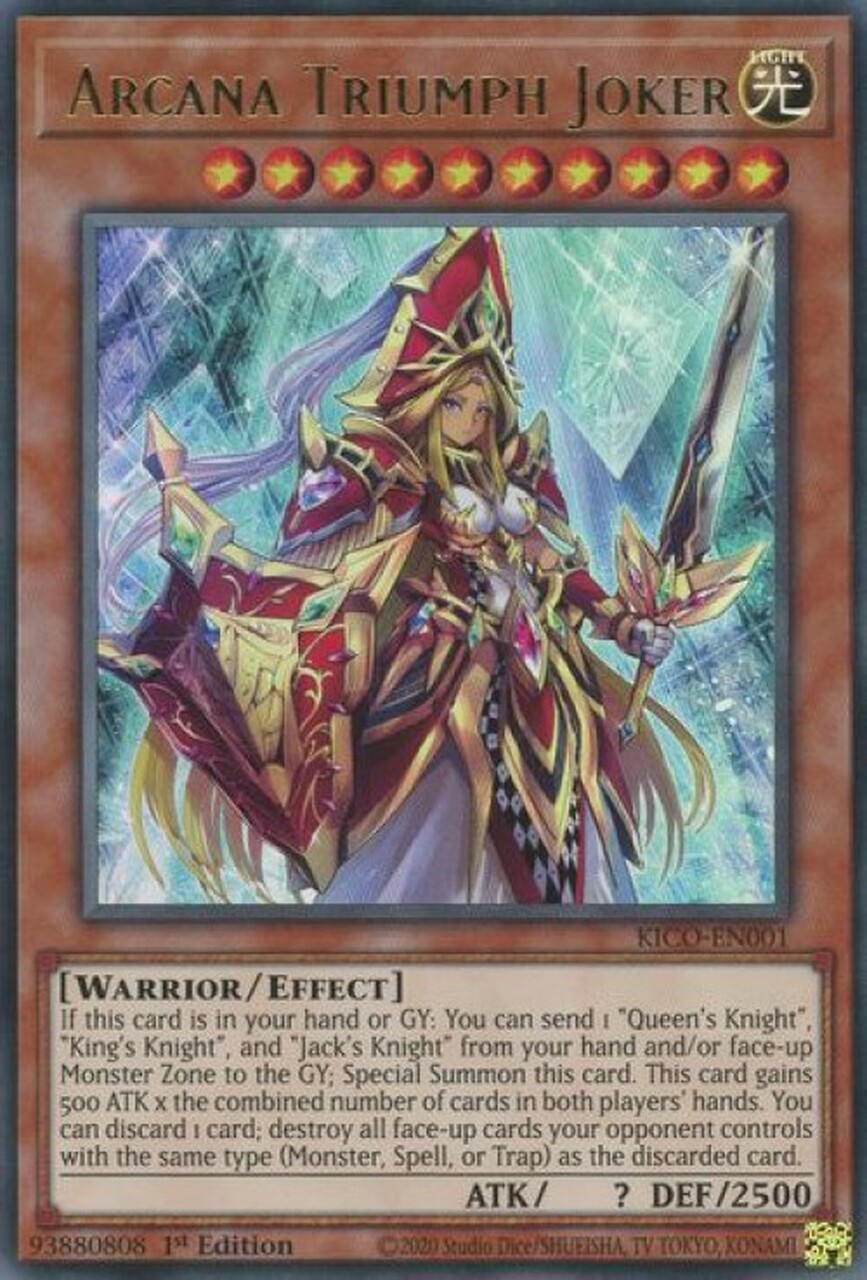 ARCANA TRIUMPH JOKER
LIGHT
光
KICO-EN001
[WARRIOR/EFFECT]
If this card is in your hand or GY: You can send 1 "Queen's Knight",
"King's Knight", and "Jack's Knight" from your hand and/or face-up
Monster Zone to the GY; Special Summon this card. This card gains
500 ATK x the combined number of cards in both players' hands. You
can discard 1 card; destroy all face-up cards your opponent controls
with the same type (Monster, Spell, or Trap) as the discarded card.
ATK/ ? DEF/2500
93880808 1st Edition ©2020 Studio Dice/SHUEISHA, TV TOKYO, KONAMI